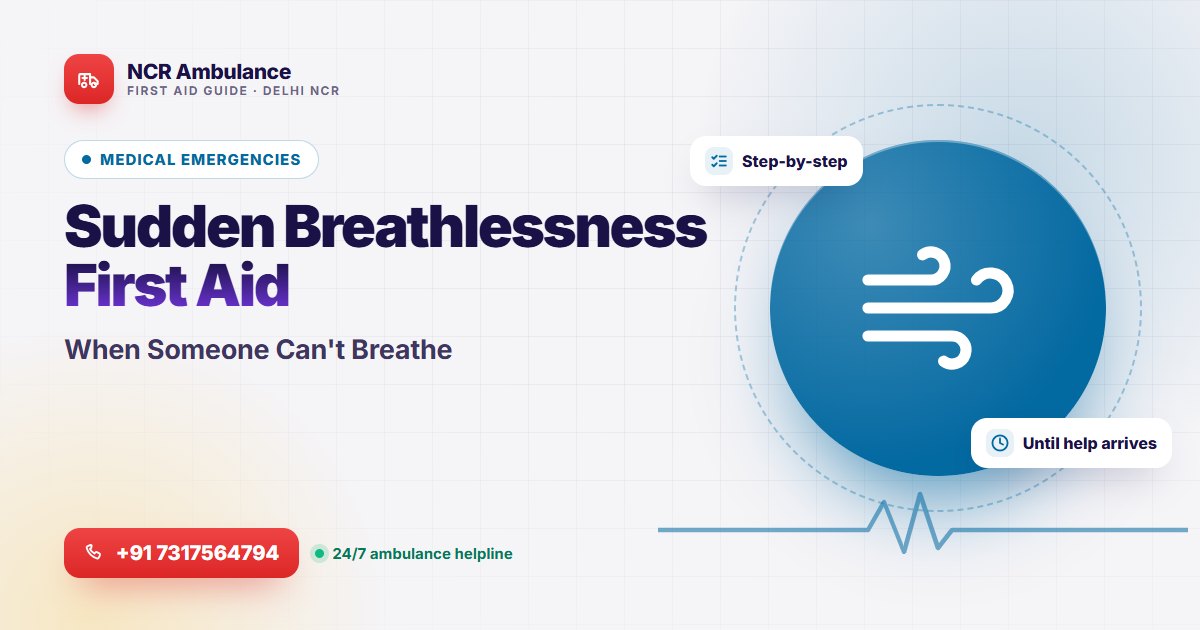 NCR Ambulance
FIRST AID GUIDE · DELHI NCR
MEDICAL EMERGENCIES
Sudden Breathlessness
First Aid
When Someone Can't Breathe
Step-by-step
Until help arrives
+91 7317564794
24/7 ambulance helpline